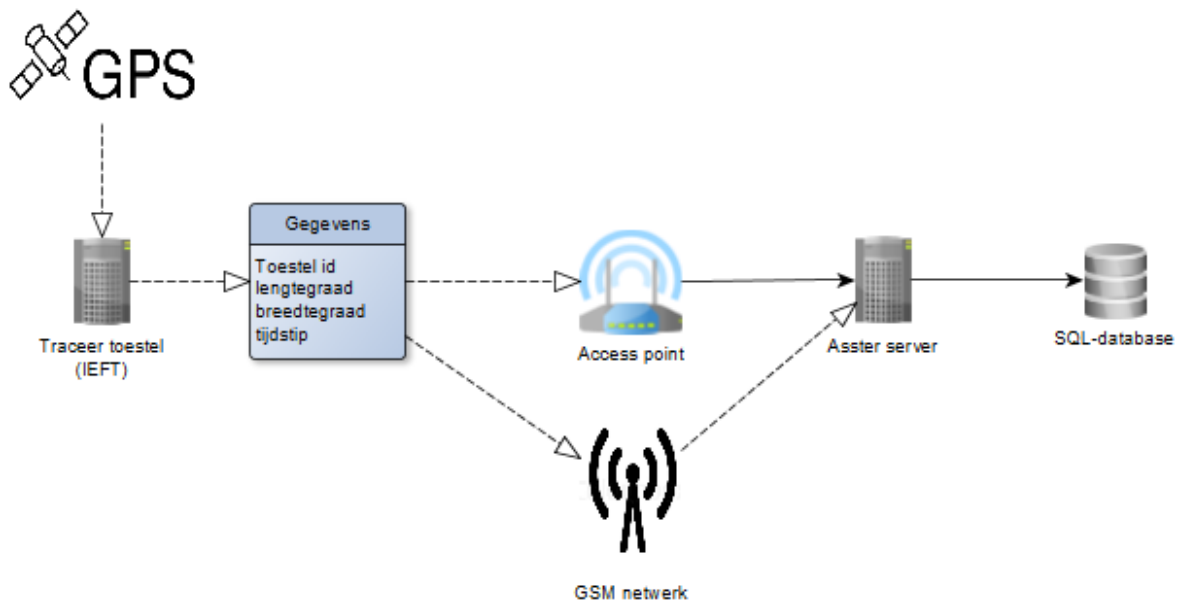 GPS
Gegevens
Toestel id
lengtegraad
breedtegraad
tijdstip
Traceer toestel
(IEFT)
Access point
Asster server
SQL-database
GSM netwerk